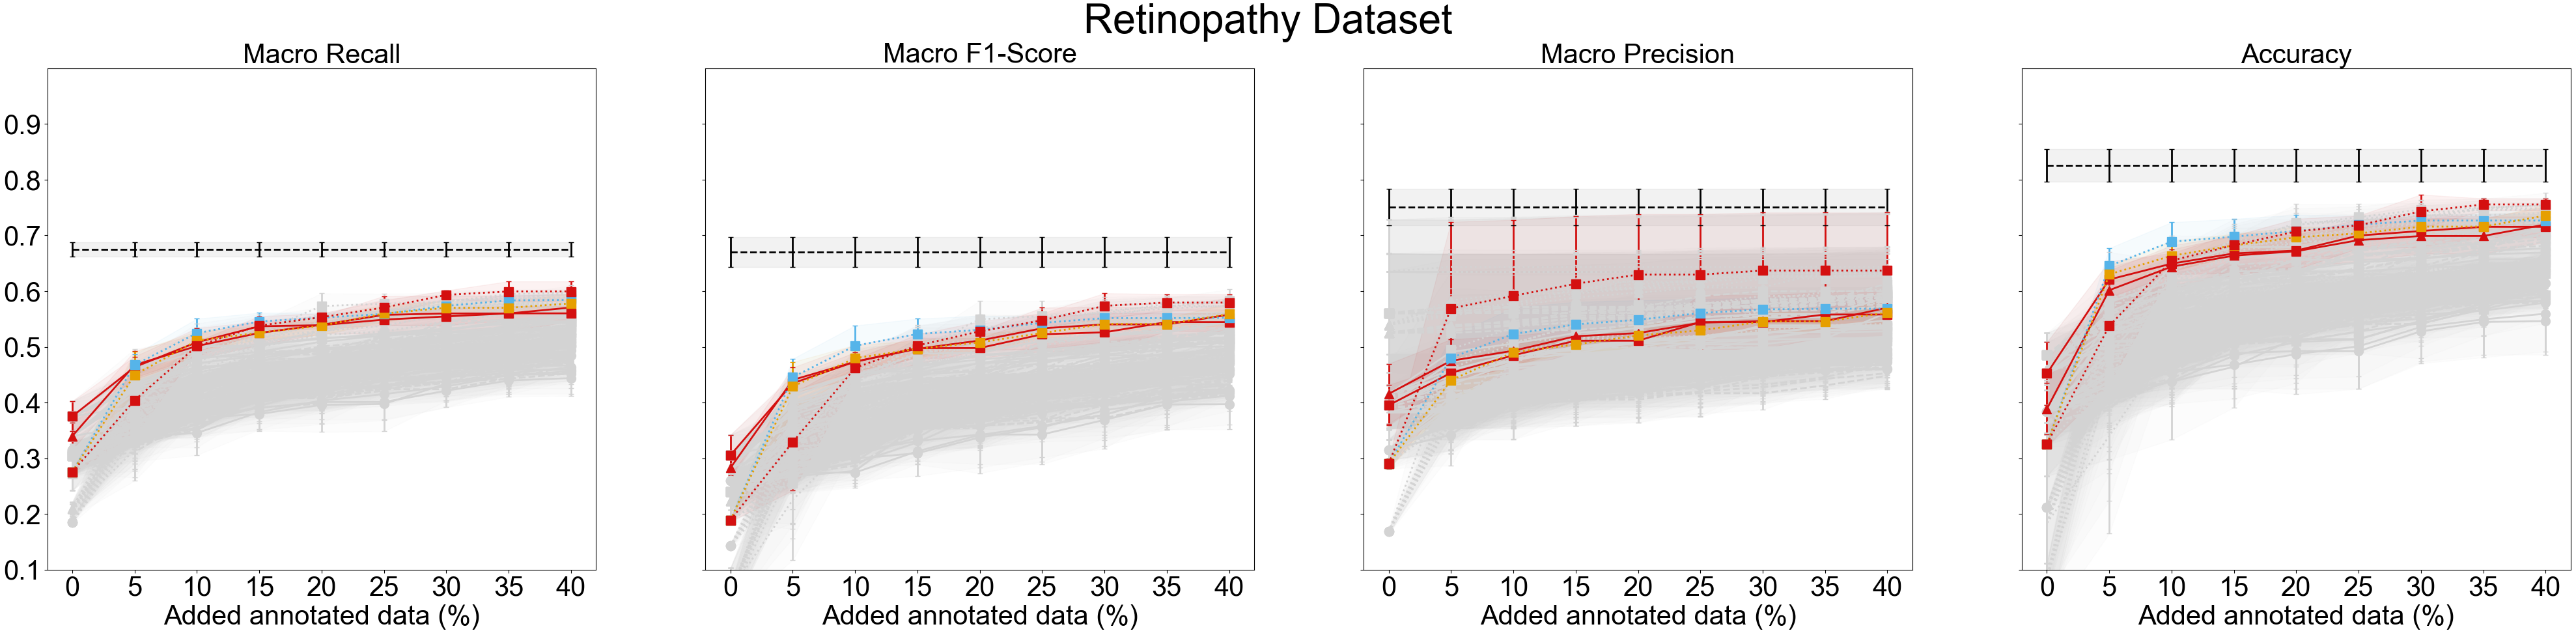 Retinopathy Dataset
Macro Recall
Macro F1-Score
Macro Precision
Accuracy
0.9
0.8
0.7
0.6
0.5
0.4
0.3
0.2
0.1
0 5 10 15 20 25 30 35 40
0 5 10 15 20 25 30 35 40
0 5 10 15 20 25 30 35 40
0 5 10 15 20 25 30 35 40
Added annotated data (%)
Added annotated data (%)
Added annotated data (%)
Added annotated data (%)